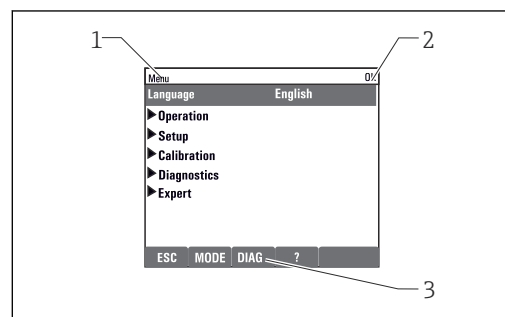 1
2
Menu 0%
Language English
Operation
Setup
Calibration
Diagnostics
Expert
ESC MODE DIAG ?
3